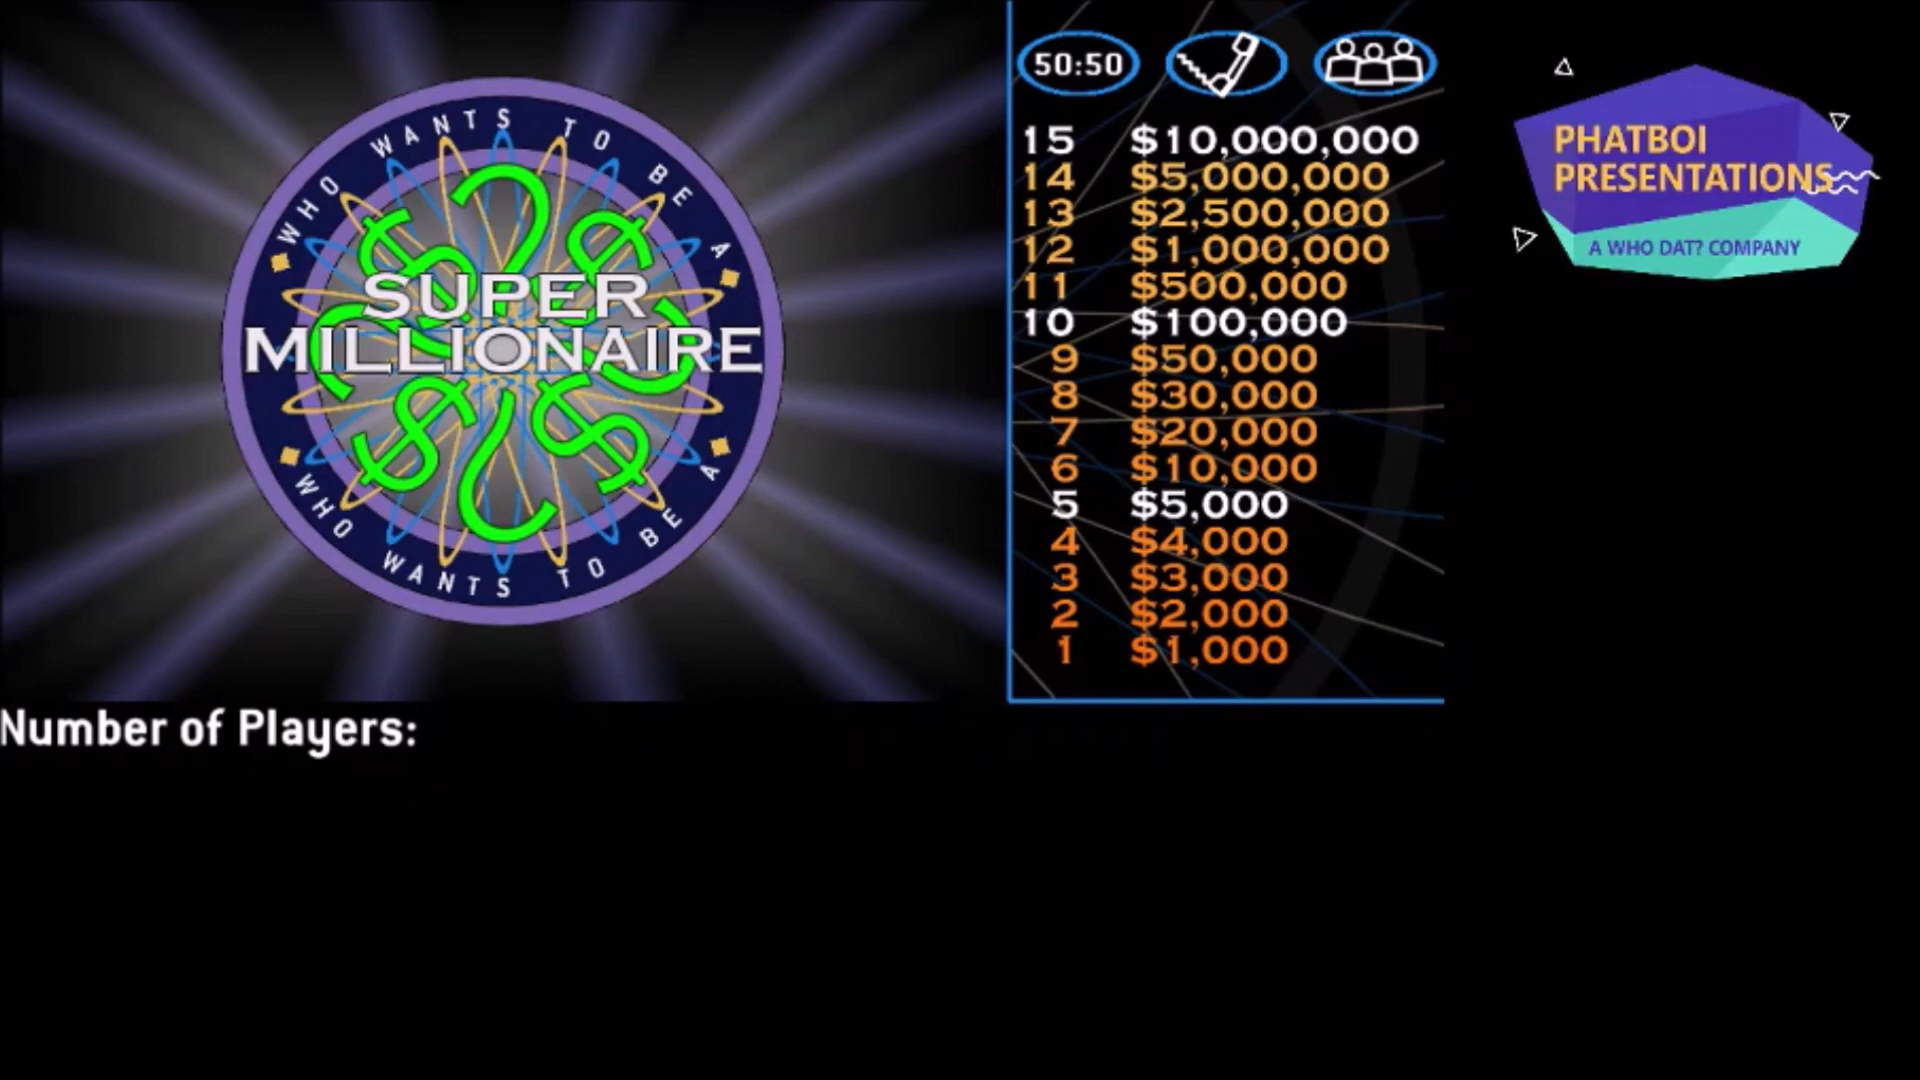 WHO WANTS TO BE A
SUPER
MILLIONAIRE
WHO WANTS TO BE A
50:50
15 $10,000,000
14 $5,000,000
13 $2,500,000
12 $1,000,000
11 $500,000
10 $100,000
9 $50,000
8 $30,000
7 $20,000
6 $10,000
5 $5,000
4 $4,000
3 $3,000
2 $2,000
1 $1,000
PHATBOI
PRESENTATIONS
A WHO DAT? COMPANY
Number of Players: